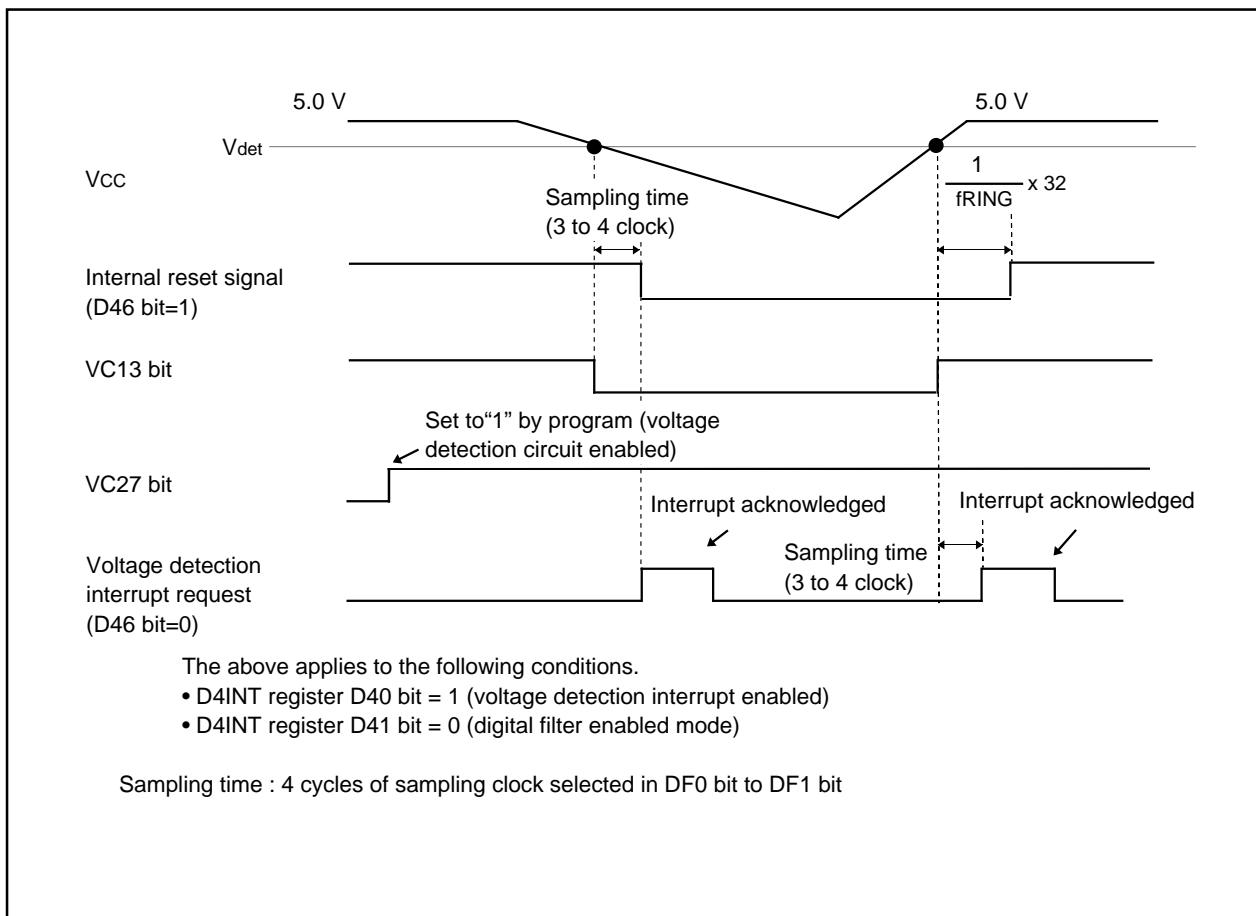 5.0 V
5.0 V
Vdet
VCC
1
fRING
x 32
Sampling time
(3 to 4 clock)
Internal reset signal
(D46 bit=1)
VC13 bit
Set to“1” by program (voltage
detection circuit enabled)
VC27 bit
Interrupt acknowledged
Interrupt acknowledged
Sampling time
(3 to 4 clock)
Voltage detection
interrupt request
(D46 bit=0)
The above applies to the following conditions.
• D4INT register D40 bit = 1 (voltage detection interrupt enabled)
• D4INT register D41 bit = 0 (digital filter enabled mode)
Sampling time : 4 cycles of sampling clock selected in DF0 bit to DF1 bit